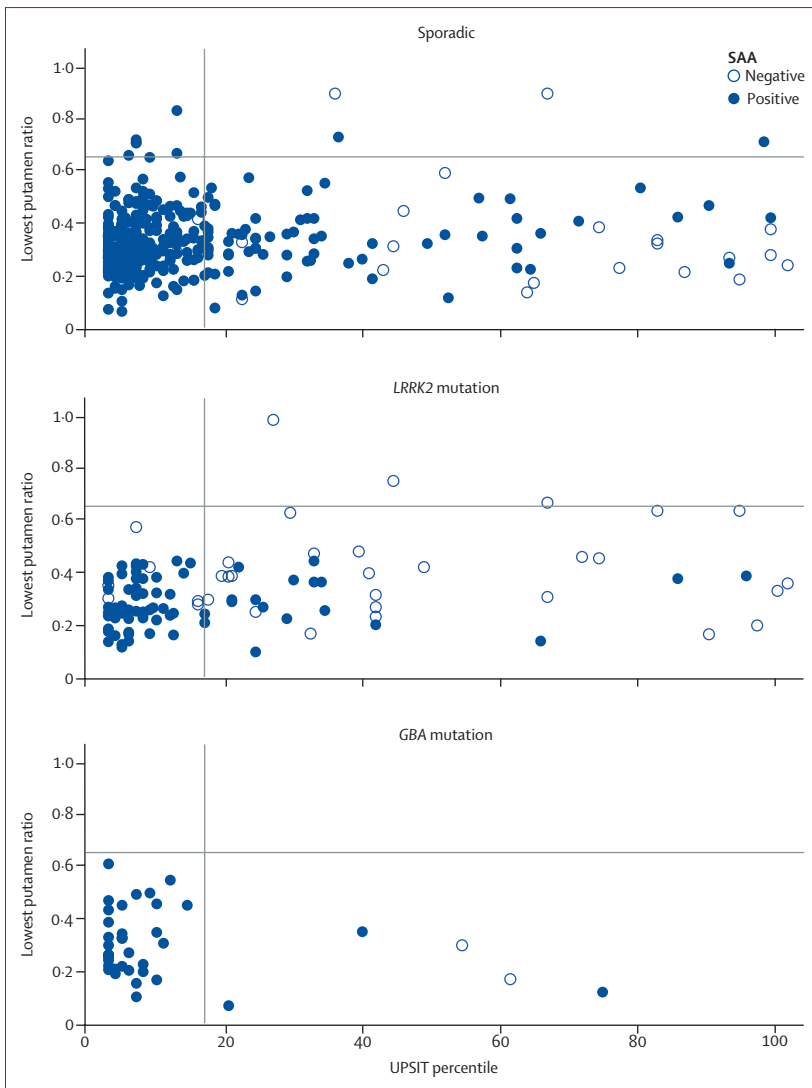 Sporadic
SAA
Negative
Positive
Lowest putamen ratio
1·0
0·8
0·6
0·4
0·2
0
LRRK2 mutation
Lowest putamen ratio
1·0
0·8
0·6
0·4
0·2
0
GBA mutation
Lowest putamen ratio
1·0
0·8
0·6
0·4
0·2
0
0 20 40 60 80 100
UPSIT percentile